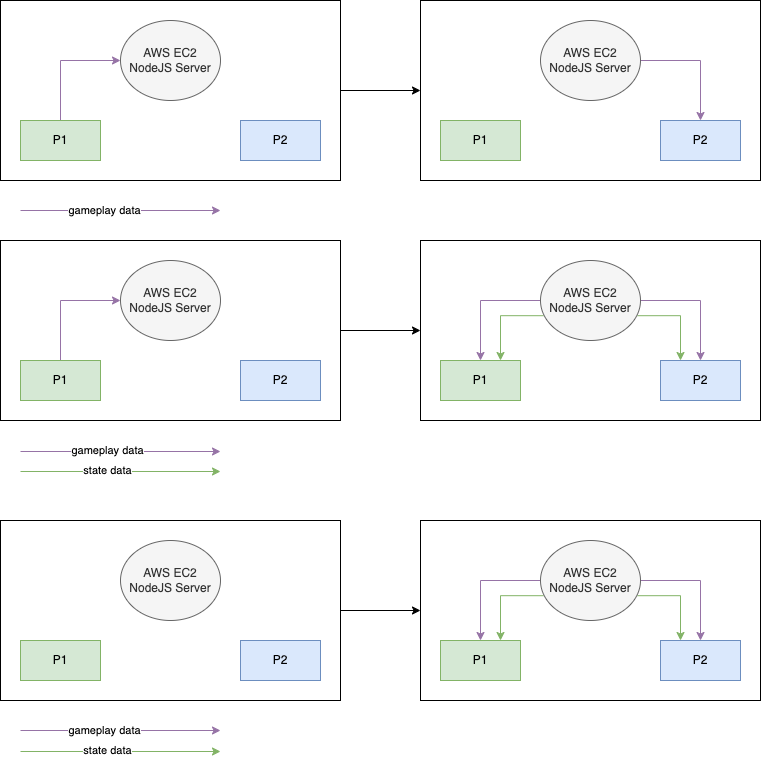 AWS EC2
NodeJS Server
AWS EC2
NodeJS Server
P1
P2
P1
P2
gameplay data
AWS EC2
NodeJS Server
AWS EC2
NodeJS Server
P1
P2
P1
P2
gameplay data
state data
AWS EC2
NodeJS Server
AWS EC2
NodeJS Server
P1
P2
P1
P2
gameplay data
state data